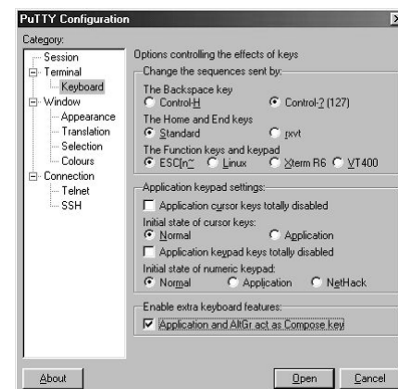 PuTTY Configuration
Category:
Session
Terminal
Keyboard
Window
Appearance
Translation
Selection
Colours
Connection
Telnet
SSH
Options controlling the effects of keys
Change the sequences sent by:
The Backspace key
Control-H Control-? (127)
The Home and End keys
Standard rxvt
The Function keys and keypad
ESC[n~ Linux Xterm R6 VT400
Application keypad settings:
Application cursor keys totally disabled
Initial state of cursor keys:
Normal Application
Application keypad keys totally disabled
Initial state of numeric keypad:
Normal Application NetHack
Enable extra keyboard features:
Application and AltGr act as Compose key
About Open Cancel